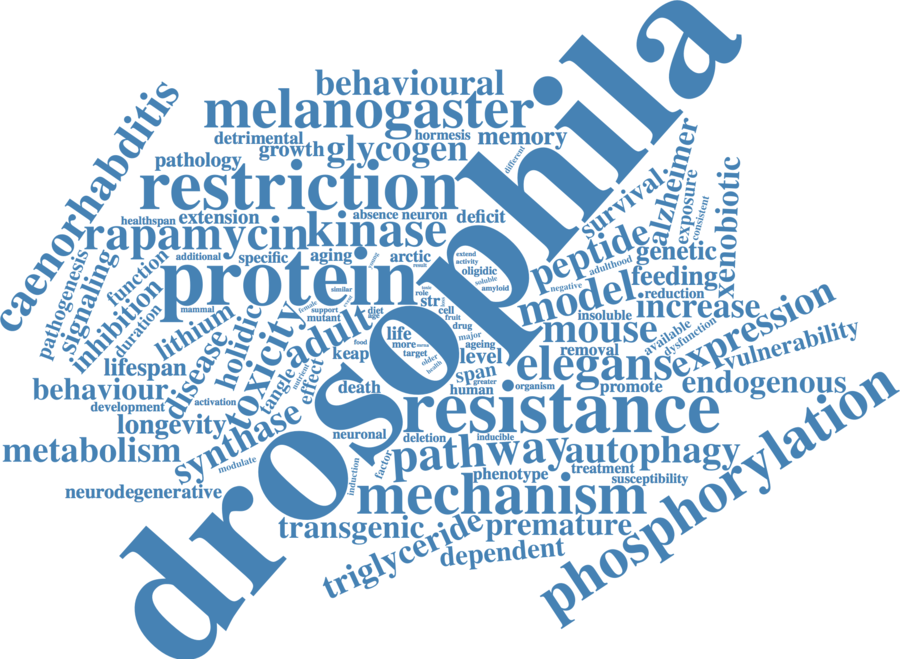 drosophila
behavioural
melanogaster
caenorhabditis
detrimental
hormesis
memory
growth
glycogen
different
pathology
restriction
healthspan
extension
absence
neuron
deficit
rapamycin
kinase
additional
specific
aging
arctic
result
young
protein
extend
activity
oligidic
soluble
amyloid
survival
alzheimer
exposure
consistent
xenobiotic
peptide
genetic
negative
adulthood
feeding
model
reduction
insoluble
increase
mouse
available
dysfunction
removal
expression
vulnerability
elegans
promote
endogenous
organism
pathogenesis
signaling
function
inhibition
duration
mammal
lithium
holidic
toxicity
female
similar
support
mutant
adult
diet
age
role
str
cell
fruit
drug
life
more
target
older
health
major
ageing
level
span
greater
human
food
keap
death
lifespan
disease
behaviour
development
activation
tangle
nutrient
effect
longevity
synthase
metabolism
modulate
neurodegenerative
resistance
neuronal
deletion
inducible
pathway
autophagy
factor
induction
phenotype
treatment
susceptibility
mechanism
transgenic
triglyceride
premature
dependent
phosphorylation